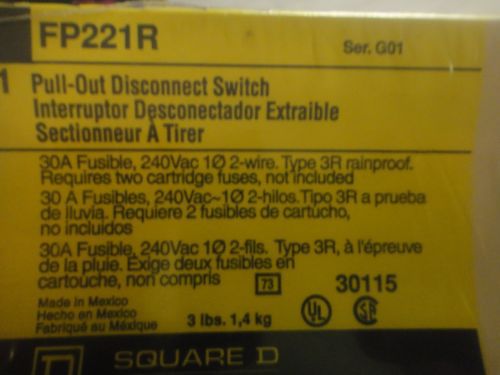 FP221R
Ser. G01
1 Pull-Out Disconnect Switch
Interruptor Desconectador Extraible
Sectionneur À Tirer
30A Fusible, 240Vac 1Ø 2-wire. Type 3R rainproof.
Requires two cartridge fuses, not included
30 A Fusibles, 240Vac~1Ø 2-hilos.Tipo 3R a prueba
de lluvia. Requiere 2 fusibles de cartucho,
no incluidos
30A Fusible, 240Vac 1Ø 2-fils. Type 3R, à l'épreuve
de la pluie. Exige deux fusibles en
cartouche, non compris
73
30115
Made in Mexico
Hecho en Mexico
Fabriqué au Méxique
3 lbs. 1,4 kg
UL
SA
D
SQUARE D